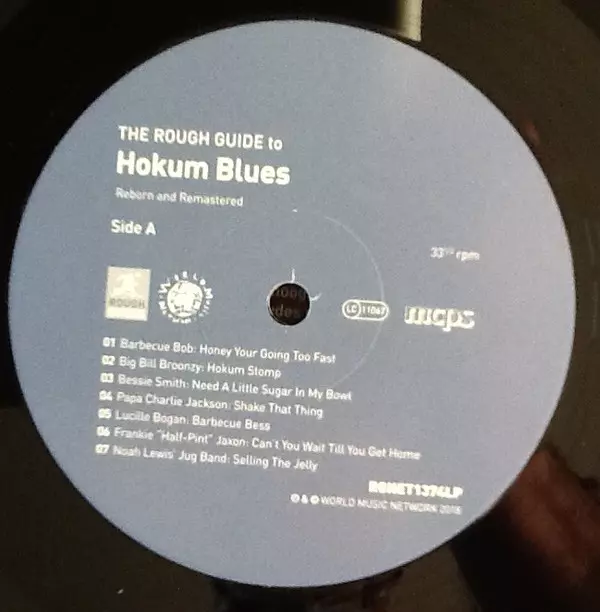 THE ROUGH GUIDE to
Hokum Blues
Reborn and Remastered
Side A
33⅓ rpm
ROUGH
LC 11067
mcps
01 Barbecue Bob: Honey Your Going Too Fast
02 Big Bill Broonzy: Hokum Stomp
03 Bessie Smith: Need A Little Sugar In My Bowl
04 Papa Charlie Jackson: Shake That Thing
05 Lucille Bogan: Barbecue Bess
06 Frankie "Half-Pint" Jaxon: Can't You Wait Till You Get Home
07 Noah Lewis' Jug Band: Selling The Jelly
RGNET1374LP
℗ & © WORLD MUSIC NETWORK 2018